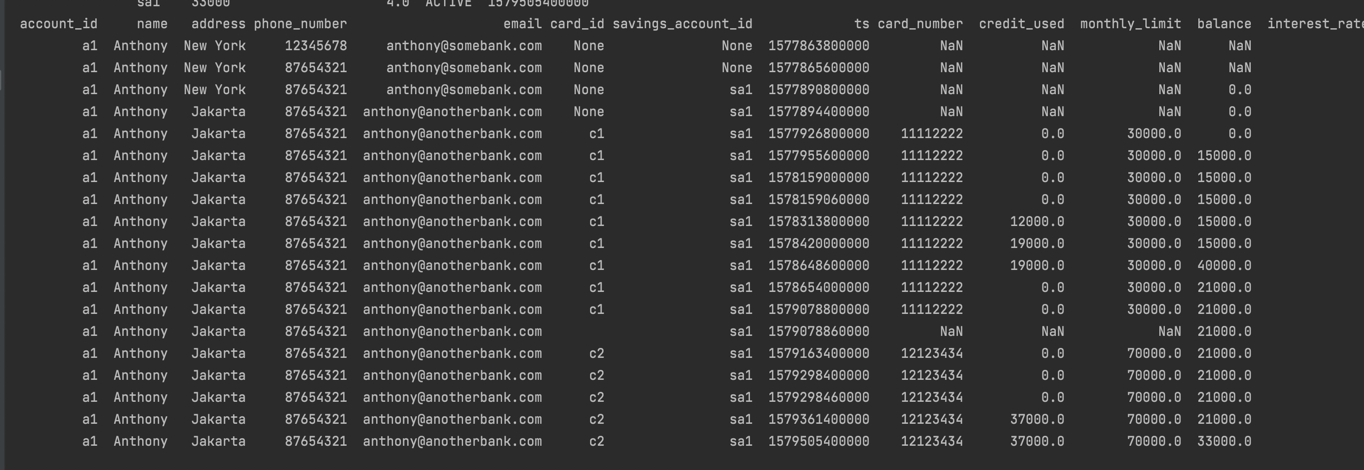 sa1 33000 4.0 ACTIVE 1579505400000
account_id name address phone_number email card_id savings_account_id ts card_number credit_used monthly_limit balance interest_rate
a1 Anthony New York 12345678 anthony@somebank.com None None 1577863800000 NaN NaN NaN NaN
a1 Anthony New York 87654321 anthony@somebank.com None None 1577865600000 NaN NaN NaN NaN
a1 Anthony New York 87654321 anthony@somebank.com None sa1 1577890800000 NaN NaN NaN 0.0
a1 Anthony Jakarta 87654321 anthony@anotherbank.com None sa1 1577894400000 NaN NaN NaN 0.0
a1 Anthony Jakarta 87654321 anthony@anotherbank.com c1 sa1 1577926800000 11112222 0.0 30000.0 0.0
a1 Anthony Jakarta 87654321 anthony@anotherbank.com c1 sa1 1577955600000 11112222 0.0 30000.0 15000.0
a1 Anthony Jakarta 87654321 anthony@anotherbank.com c1 sa1 1578159000000 11112222 0.0 30000.0 15000.0
a1 Anthony Jakarta 87654321 anthony@anotherbank.com c1 sa1 1578159060000 11112222 0.0 30000.0 15000.0
a1 Anthony Jakarta 87654321 anthony@anotherbank.com c1 sa1 1578313800000 11112222 12000.0 30000.0 15000.0
a1 Anthony Jakarta 87654321 anthony@anotherbank.com c1 sa1 1578420000000 11112222 19000.0 30000.0 15000.0
a1 Anthony Jakarta 87654321 anthony@anotherbank.com c1 sa1 1578648600000 11112222 19000.0 30000.0 40000.0
a1 Anthony Jakarta 87654321 anthony@anotherbank.com c1 sa1 1578654000000 11112222 0.0 30000.0 21000.0
a1 Anthony Jakarta 87654321 anthony@anotherbank.com c1 sa1 1579078800000 11112222 0.0 30000.0 21000.0
a1 Anthony Jakarta 87654321 anthony@anotherbank.com sa1 1579078860000 NaN NaN NaN 21000.0
a1 Anthony Jakarta 87654321 anthony@anotherbank.com c2 sa1 1579163400000 12123434 0.0 70000.0 21000.0
a1 Anthony Jakarta 87654321 anthony@anotherbank.com c2 sa1 1579298400000 12123434 0.0 70000.0 21000.0
a1 Anthony Jakarta 87654321 anthony@anotherbank.com c2 sa1 1579298460000 12123434 0.0 70000.0 21000.0
a1 Anthony Jakarta 87654321 anthony@anotherbank.com c2 sa1 1579361400000 12123434 37000.0 70000.0 21000.0
a1 Anthony Jakarta 87654321 anthony@anotherbank.com c2 sa1 1579505400000 12123434 37000.0 70000.0 33000.0